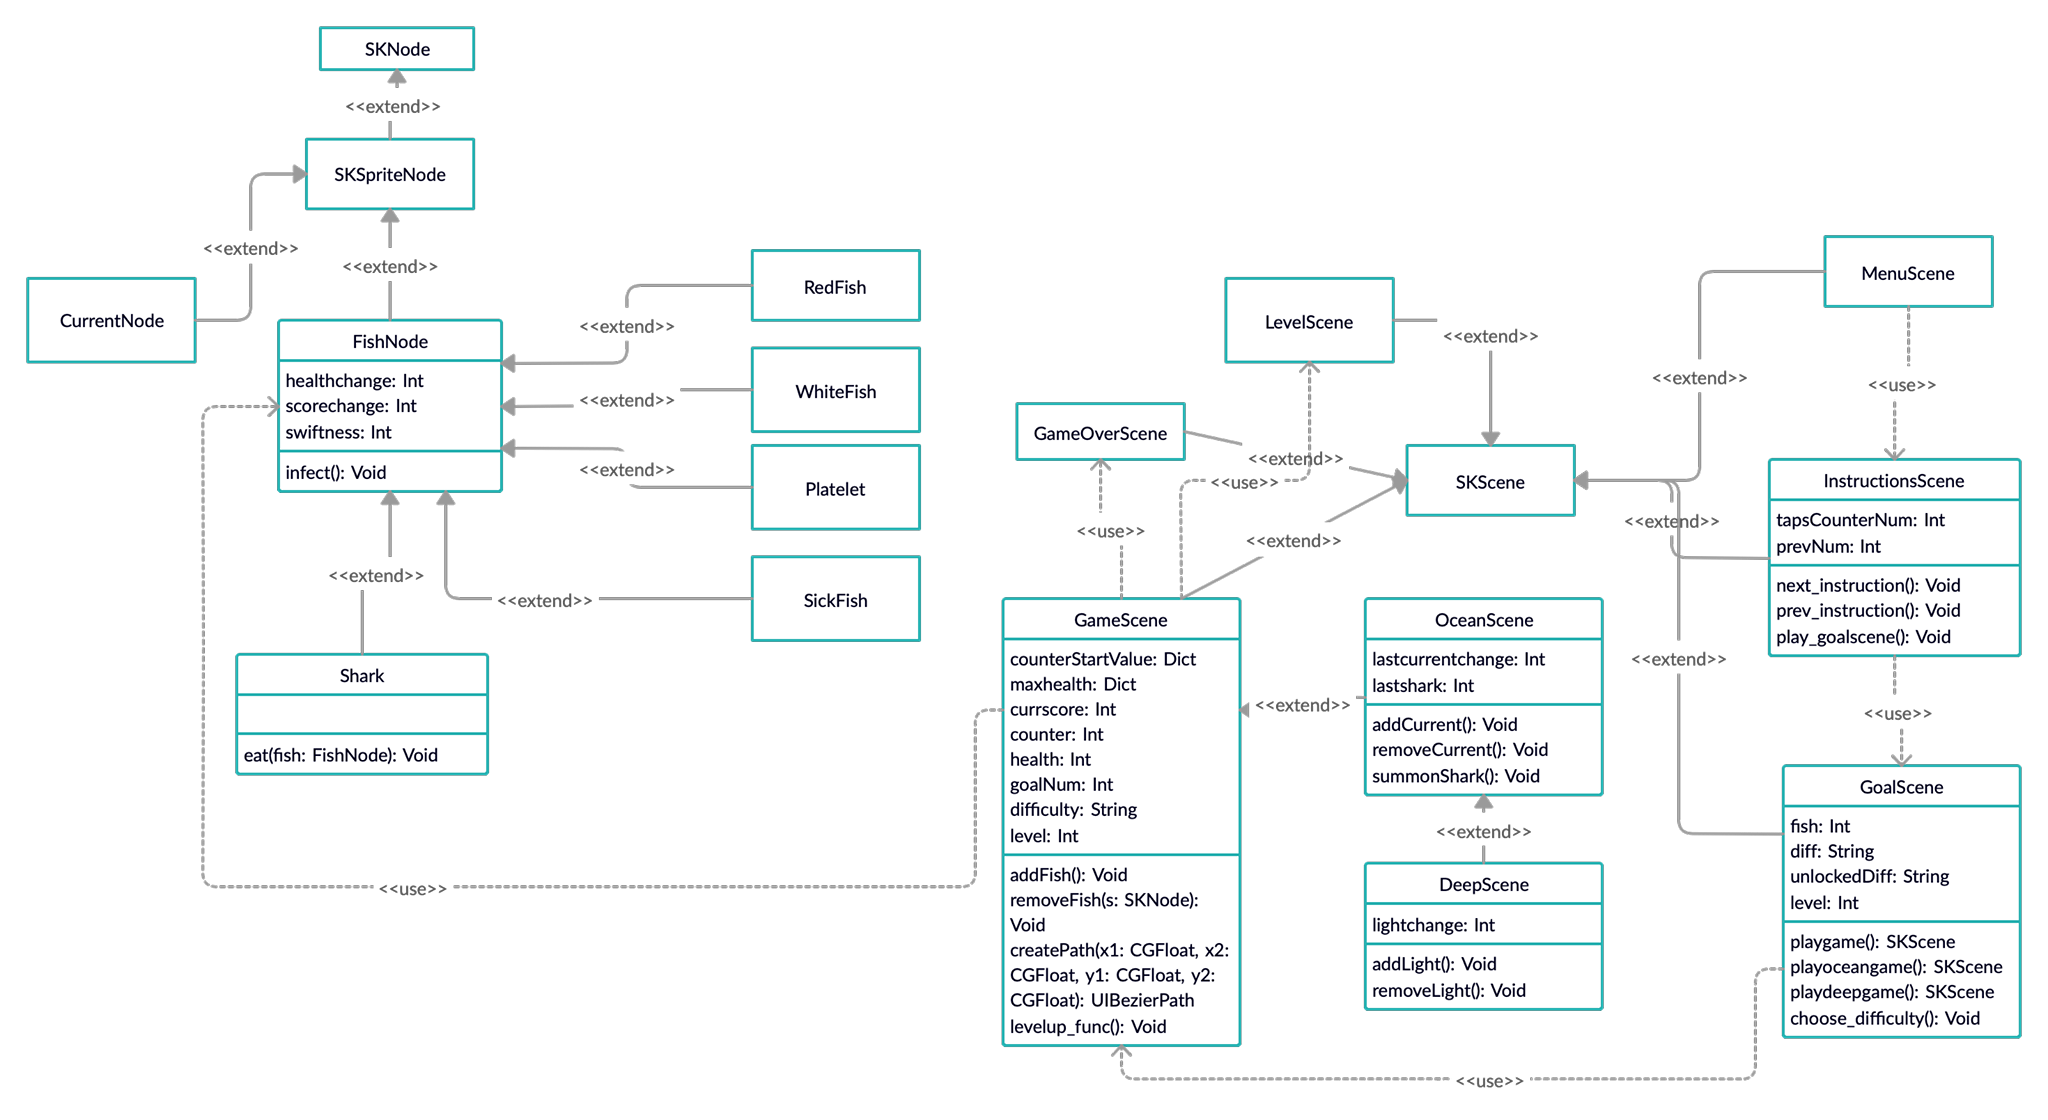 SKNode
<<extend>>
SKSpriteNode
<<extend>>
<<extend>>
CurrentNode
FishNode
healthchange: Int
scorechange: Int
swiftness: Int
infect(): Void
RedFish
<<extend>>
WhiteFish
<<extend>>
Platelet
<<extend>>
SickFish
<<extend>>
<<extend>>
Shark
eat(fish: FishNode): Void
<<use>>
LevelScene
<<extend>>
GameOverScene
<<extend>>
<<use>>
<<use>>
<<extend>>
SKScene
MenuScene
<<extend>>
<<use>>
InstructionsScene
tapsCounterNum: Int
prevNum: Int
next_instruction(): Void
prev_instruction(): Void
play_goalscene(): Void
<<extend>>
<<extend>>
<<use>>
GameScene
counterStartValue: Dict
maxhealth: Dict
currscore: Int
counter: Int
health: Int
goalNum: Int
difficulty: String
level: Int
addFish(): Void
removeFish(s: SKNode):
Void
createPath(x1: CGFloat, x2:
CGFloat, y1: CGFloat, y2:
CGFloat): UIBezierPath
levelup_func(): Void
<<extend>>
OceanScene
lastcurrentchange: Int
lastshark: Int
addCurrent(): Void
removeCurrent(): Void
summonShark(): Void
<<extend>>
DeepScene
lightchange: Int
addLight(): Void
removeLight(): Void
GoalScene
fish: Int
diff: String
unlockedDiff: String
level: Int
playgame(): SKScene
playoceangame(): SKScene
playdeepgame(): SKScene
choose_difficulty(): Void
<<use>>